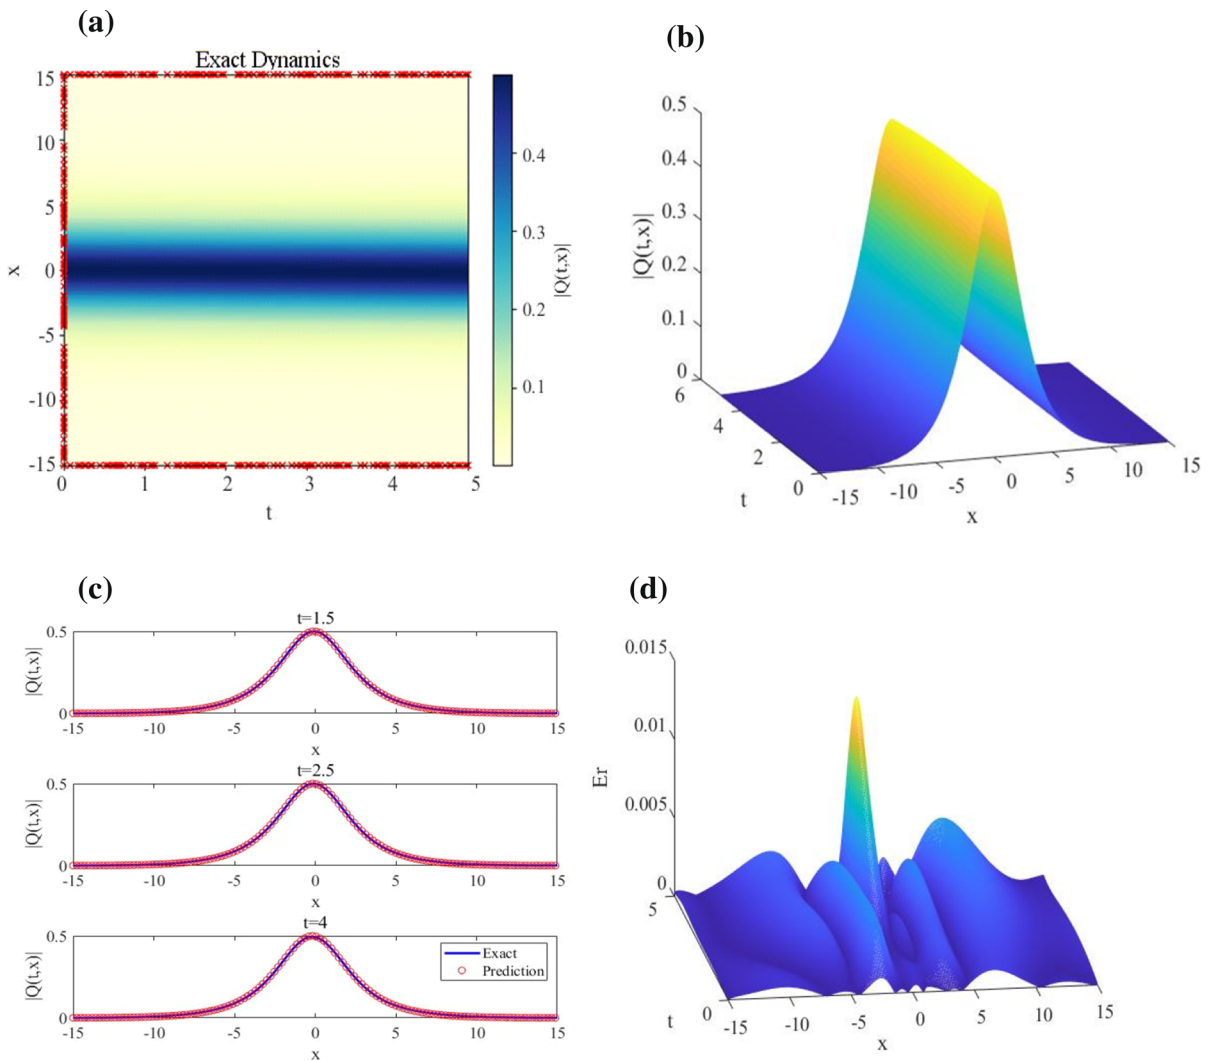 (a)
Exact Dynamics
15
10
5
0
-5
-10
-15
x
0 1 2 3 4 5
t
0.4
0.3
0.2
0.1
|Q(t,x)|
(b)
0.5
0.4
0.3
0.2
0.1
0
|Q(t,x)|
6
4
2
0
t
-15 -10 -5 0 5 10 15
x
(c)
t=1.5
0.5
0
|Q(t,x)|
-15 -10 -5 0 5 10 15
x
t=2.5
0.5
0
|Q(t,x)|
-15 -10 -5 0 5 10 15
x
t=4
0.5
0
|Q(t,x)|
Exact
Prediction
-15 -10 -5 0 5 10 15
x
(d)
0.015
0.01
0.005
0
Er
5
0
t
-15 -10 -5 0 5 10 15
x